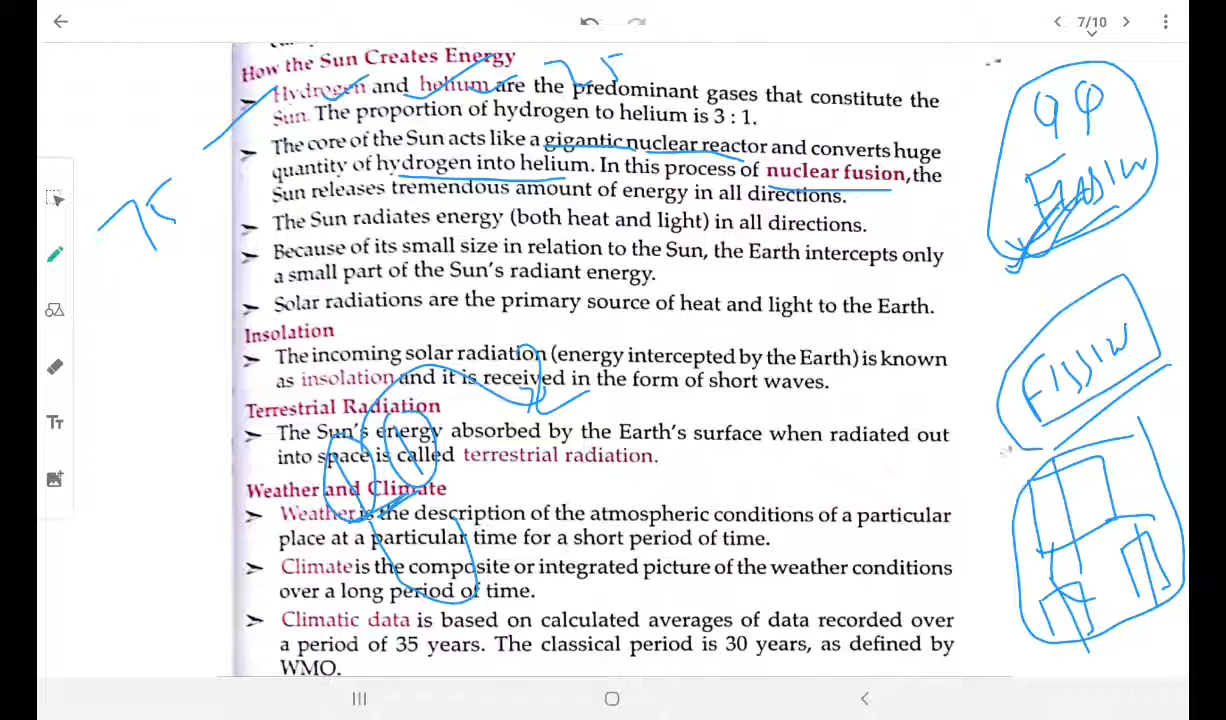 7/10
How the Sun Creates Energy
➤ Hydrogen and helium are the predominant gases that constitute the
Sun. The proportion of hydrogen to helium is 3 : 1.
➤ The core of the Sun acts like a gigantic nuclear reactor and converts huge
quantity of hydrogen into helium. In this process of nuclear fusion, the
Sun releases tremendous amount of energy in all directions.
➤ The Sun radiates energy (both heat and light) in all directions.
➤ Because of its small size in relation to the Sun, the Earth intercepts only
a small part of the Sun's radiant energy.
➤ Solar radiations are the primary source of heat and light to the Earth.
Insolation
➤ The incoming solar radiation (energy intercepted by the Earth) is known
as insolation and it is received in the form of short waves.
Terrestrial Radiation
➤ The Sun's energy absorbed by the Earth's surface when radiated out
into space is called terrestrial radiation.
Weather and Climate
➤ Weather is the description of the atmospheric conditions of a particular
place at a particular time for a short period of time.
➤ Climate is the composite or integrated picture of the weather conditions
over a long period of time.
➤ Climatic data is based on calculated averages of data recorded over
a period of 35 years. The classical period is 30 years, as defined by
WMO.
25
75
Fission
Tт